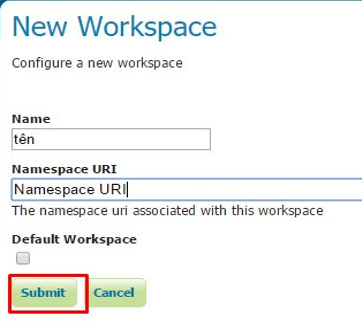 New Workspace
Configure a new workspace
Name
tên
Namespace URI
Namespace URI
The namespace uri associated with this workspace
Default Workspace
Submit Cancel